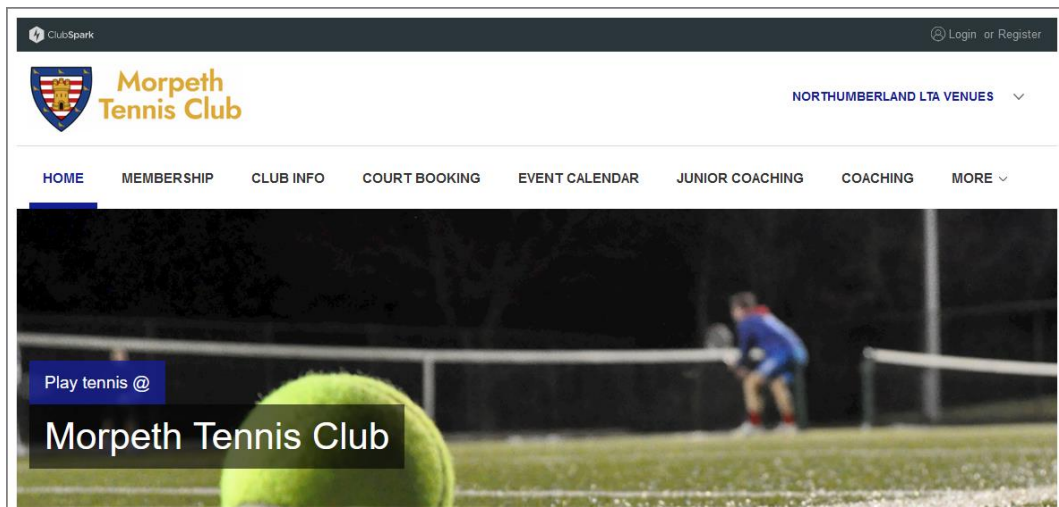 ClubSpark
Login or Register
Morpeth
Tennis Club
NORTHUMBERLAND LTA VENUES
HOME MEMBERSHIP CLUB INFO COURT BOOKING EVENT CALENDAR JUNIOR COACHING COACHING MORE
Play tennis @
Morpeth Tennis Club